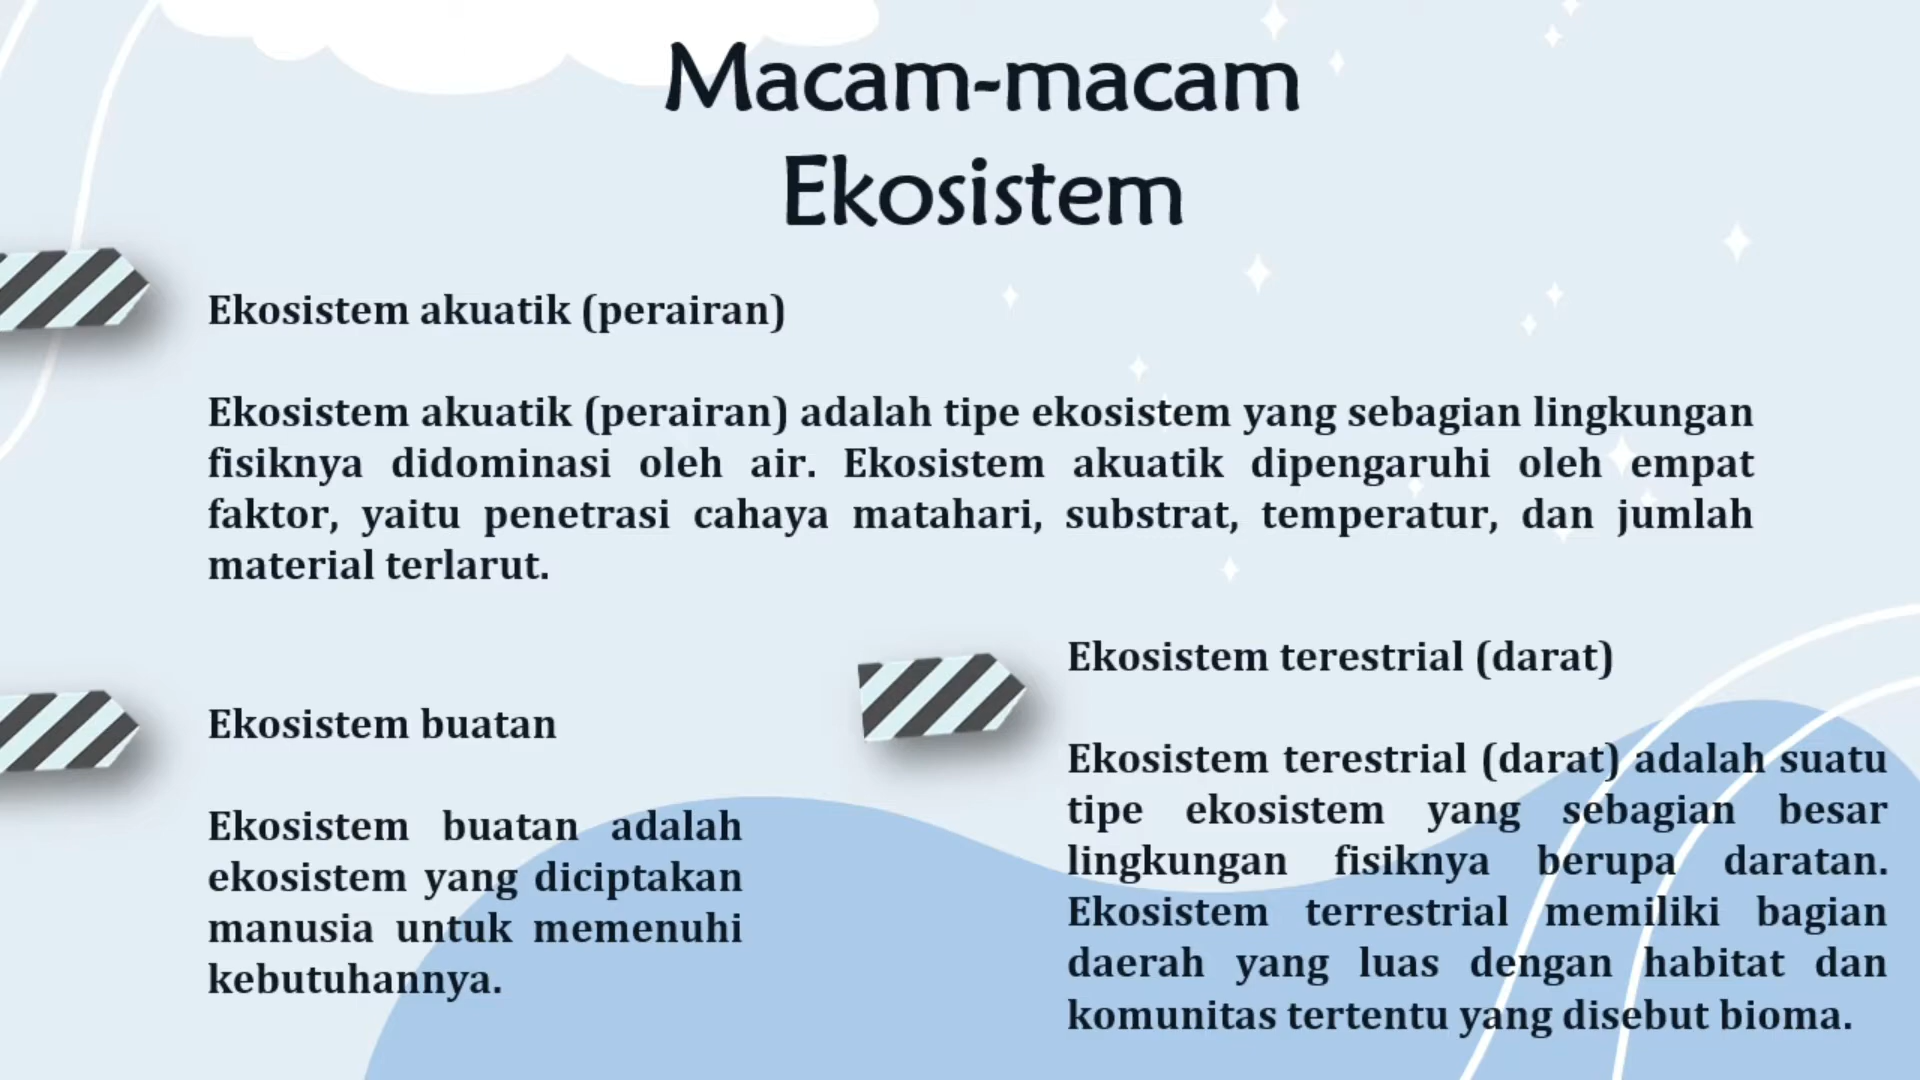 Macam-macam
Ekosistem
Ekosistem akuatik (perairan)
Ekosistem akuatik (perairan) adalah tipe ekosistem yang sebagian lingkungan
fisiknya didominasi oleh air. Ekosistem akuatik dipengaruhi oleh empat
faktor, yaitu penetrasi cahaya matahari, substrat, temperatur, dan jumlah
material terlarut.
Ekosistem buatan
Ekosistem buatan adalah
ekosistem yang diciptakan
manusia untuk memenuhi
kebutuhannya.
Ekosistem terestrial (darat)
Ekosistem terestrial (darat) adalah suatu
tipe ekosistem yang sebagian besar
lingkungan fisiknya berupa daratan.
Ekosistem terrestrial memiliki bagian
daerah yang luas dengan habitat dan
komunitas tertentu yang disebut bioma.